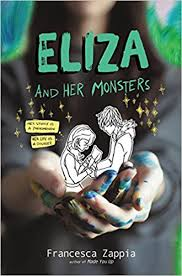 ELIZA
AND HER MONSTERS
HER STORY IS
A PHENOMENON
HER LIFE IS
A DISASTER
Francesca Zappia
author of Made You Up